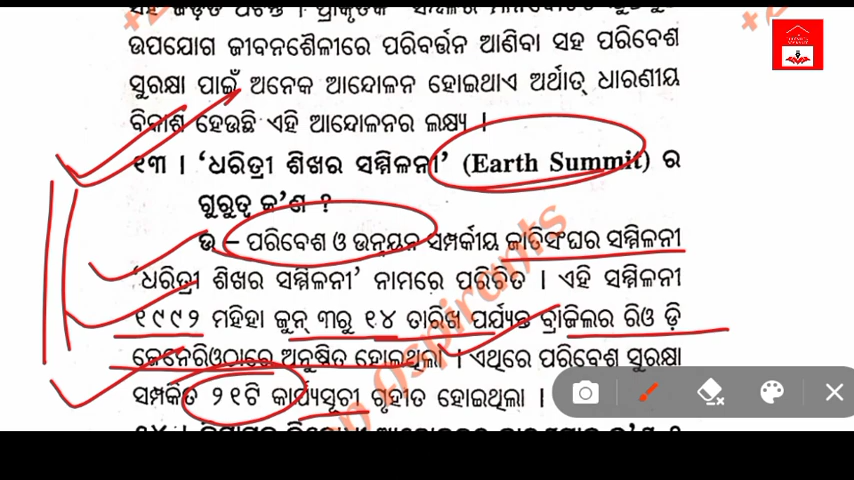 ସହ ଜଡ଼ିତ
ଉପଯୋଗ ଜୀବନଶୈଳୀରେ ପରିବର୍ତ୍ତନ ଆଣିବା ସହ ପରିବେଶ
ସୁରକ୍ଷା ପାଇଁ ଅନେକ ଆନ୍ଦୋଳନ ହୋଇଥାଏ ଅର୍ଥାତ୍ ଧାରଣୀୟ
ବିକାଶ ହେଉଛି ଏହି ଆନ୍ଦୋଳନର ଲକ୍ଷ୍ୟ ।
୧୩ । ‘ଧରିତ୍ରୀ ଶିଖର ସମ୍ମିଳନୀ’ (Earth Summit) ର
ଗୁରୁତ୍ୱ କ’ଣ ?
ଉ – ପରିବେଶ ଓ ଉନ୍ନୟନ ସମ୍ପର୍କୀୟ ଜାତିସଂଘର ସମ୍ମିଳନୀ
‘ଧରିତ୍ରୀ ଶିଖର ସମ୍ମିଳନୀ’ ନାମରେ ପରିଚିତ । ଏହି ସମ୍ମିଳନୀ
୧୯୯୨ ମହିହା ଜୁନ୍ ୩ରୁ ୧୪ ତାରିଖ ପର୍ଯ୍ୟନ୍ତ ବ୍ରାଜିଲର ରିଓ ଡ଼ି
ଜେନେରିଓଠାରେ ଅନୁଷ୍ଠିତ ହୋଇଥିଲା । ଏଥିରେ ପରିବେଶ ସୁରକ୍ଷା
ସମ୍ପର୍କିତ ୨୧ଟି କାର୍ଯ୍ୟସୂଚୀ ଗୃହୀତ ହୋଇଥିଲା ।
Aspirants